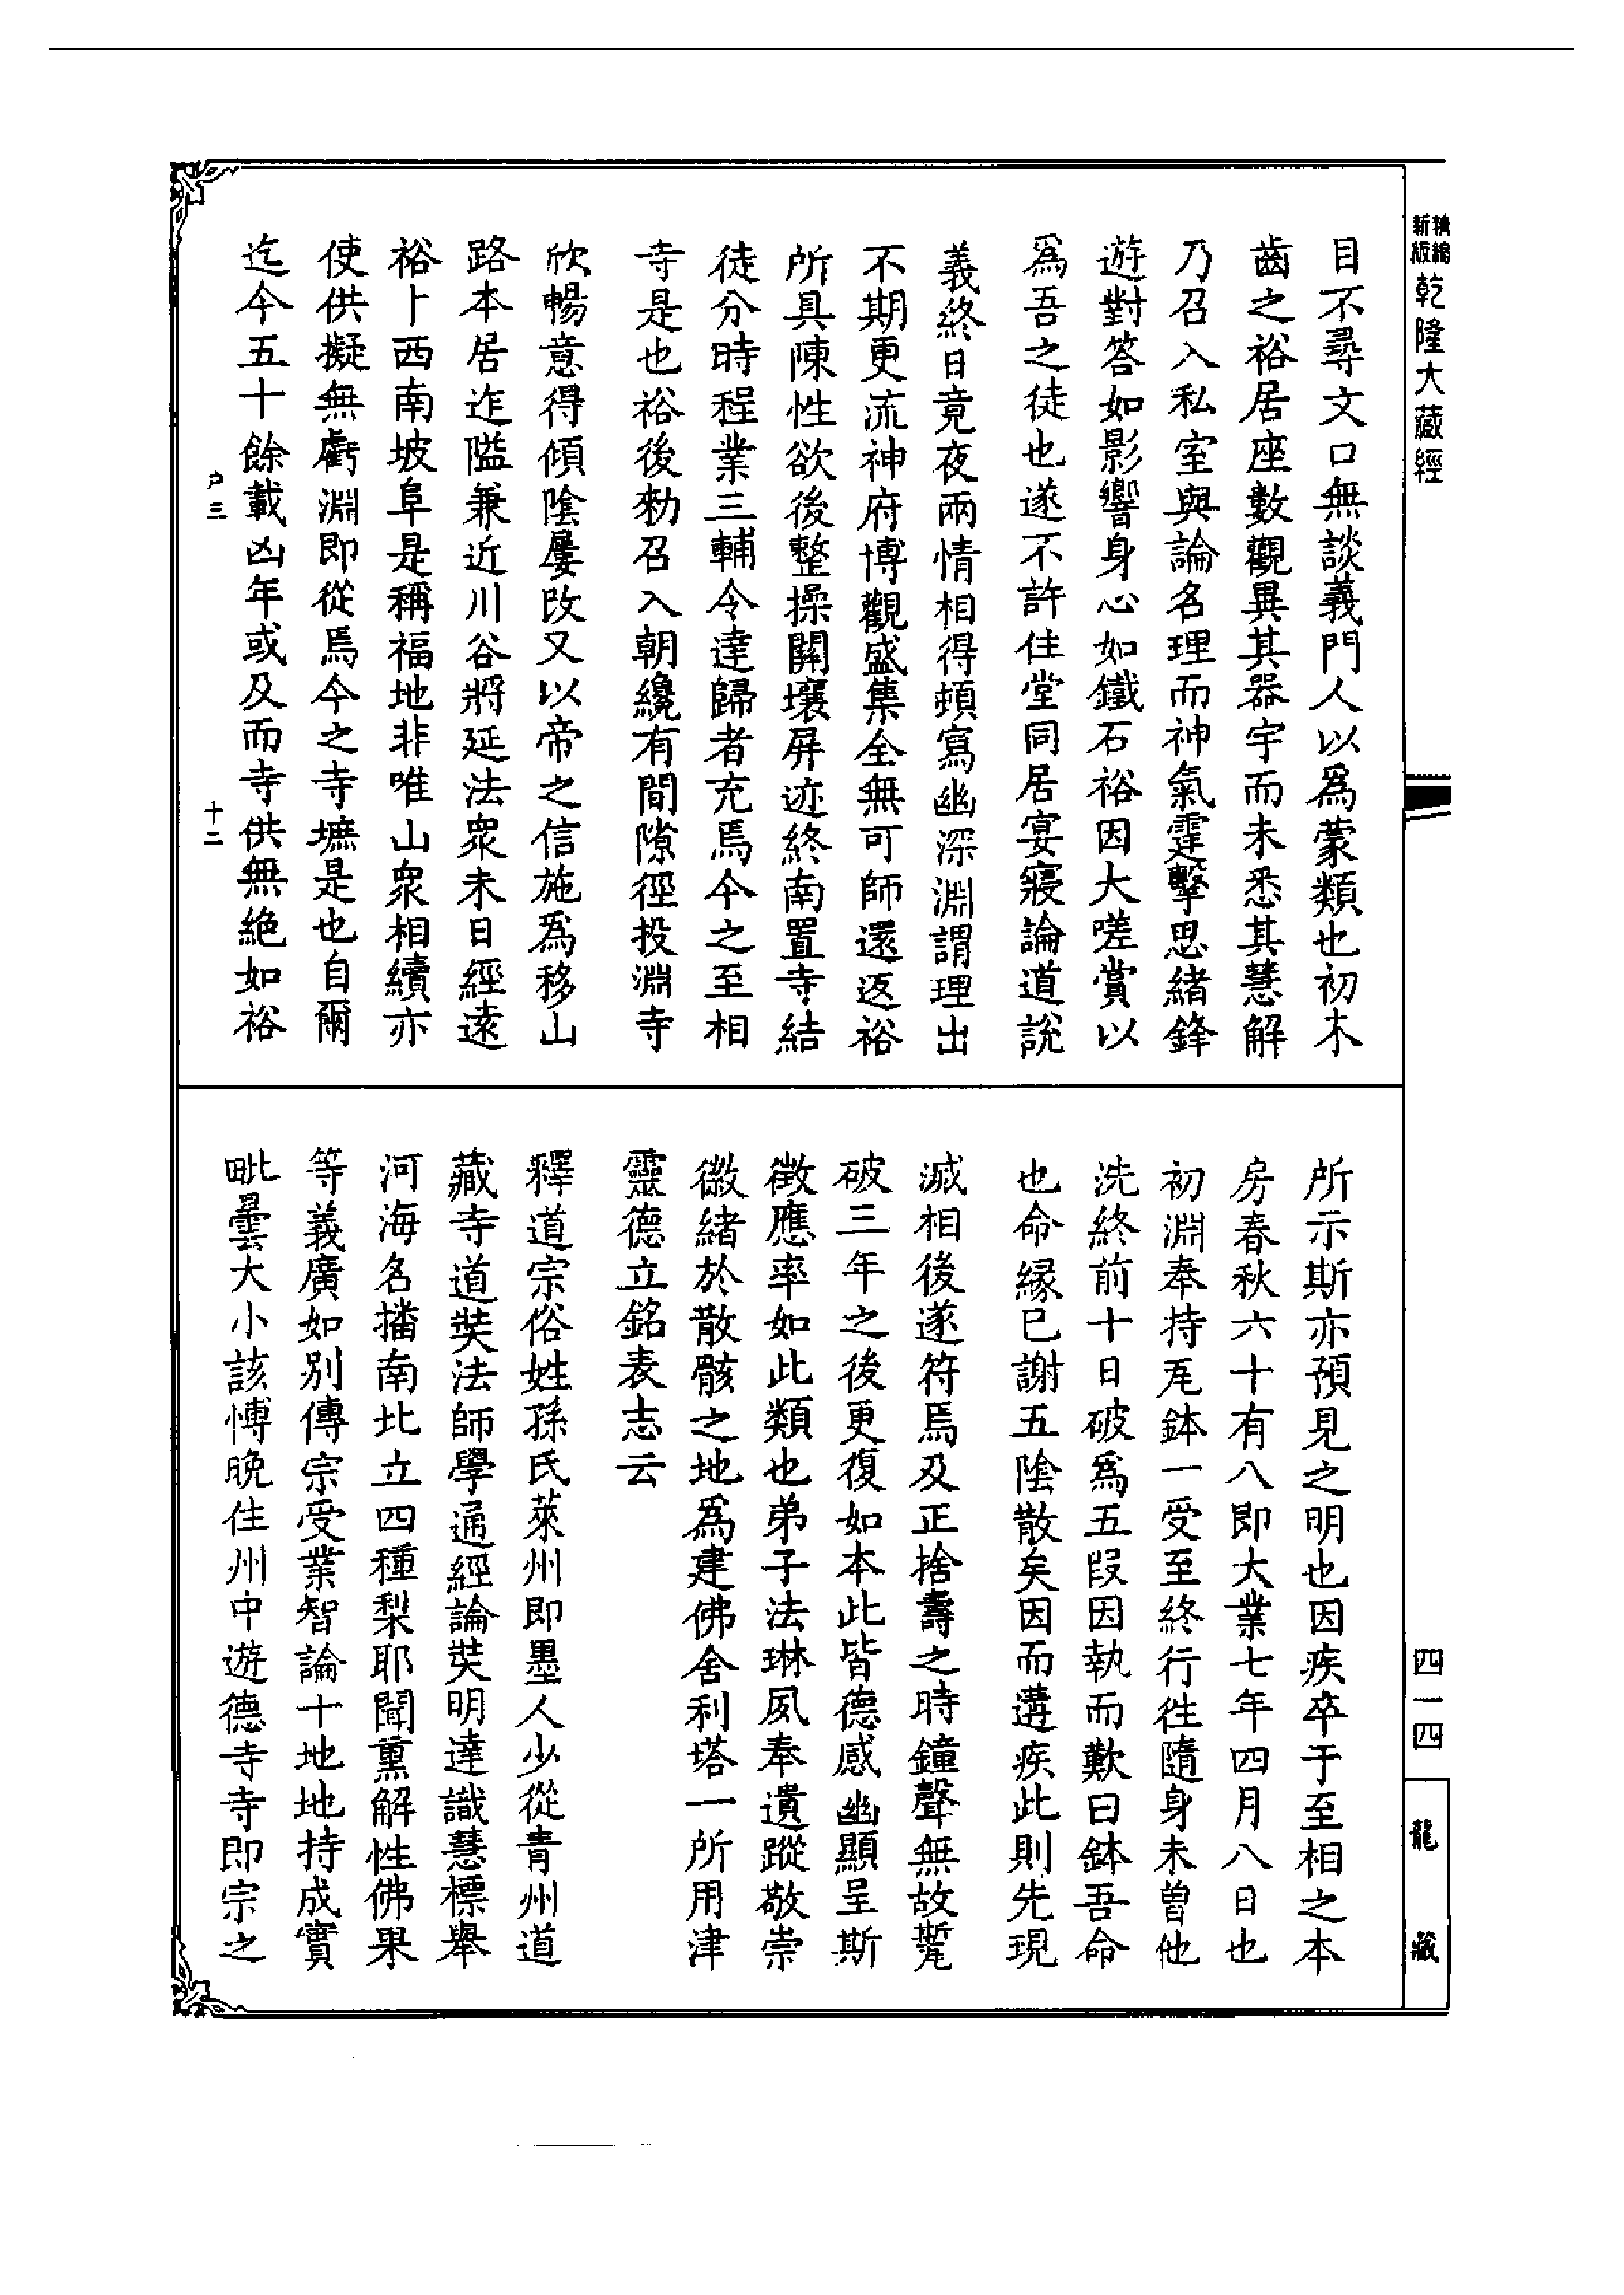 新版精縮
乾隆大藏經
四一四
龍藏
目不尋文口無談義門人以爲蒙類也初木
齒之裕居座數觀異其器宇而未悉其慧解
乃召入私室與論名理而神氣霆擊思緒鋒
遊對答如影響身心如鐵石裕因大嗟賞以
爲吾之徒也遂不許住堂同居宴寢論道說
義終日竟夜兩情相得頻寫幽深淵謂理出
不期更流神府博觀盛集全無可師還返裕
所具陳性欲後整操關壤屏迹終南置寺結
徒分時程業三輔令達歸者充焉今之至相
寺是也裕後勑召入朝纔有間隙徑投淵寺
欣暢意得傾陰屢改又以帝之信施爲移山
路本居迮隘兼近川谷將延法衆未日經遠
裕卜西南坡阜是稱福地非唯山衆相續亦
使供擬無虧淵即從焉今之寺墌是也自爾
迄今五十餘載凶年或及而寺供無絶如裕
户三
十二
所示斯亦預見之明也因疾卒于至相之本
房春秋六十有八即大業七年四月八日也
初淵奉持瓦鉢一受至終行徃隨身未曾他
洗終前十日破爲五段因執而歎曰鉢吾命
也命緣已謝五陰散矣因而遘疾此則先現
滅相後遂符焉及正捨壽之時鐘聲無故嘶
破三年之後更復如本此皆德感幽顯呈斯
徴應率如此類也弟子法琳夙奉遺蹤敬崇
徽緒於散骸之地爲建佛舍利塔一所用津
靈德立銘表志云
釋道宗俗姓孫氏萊州即墨人少從青州道
藏寺道奘法師學通經論奘明達識慧標舉
河海名播南北立四種棃耶聞熏解性佛果
等義廣如別傳宗受業智論十地地持成實
毗曇大小該愽晚住州中遊德寺寺即宗之